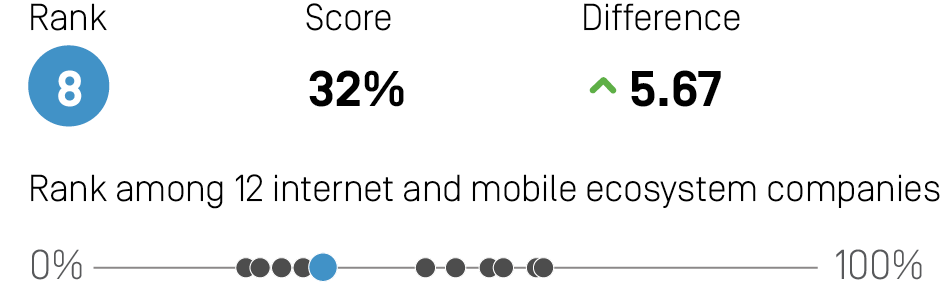 Rank Score Difference
8 32% 5.67
Rank among 12 internet and mobile ecosystem companies
0% 100%